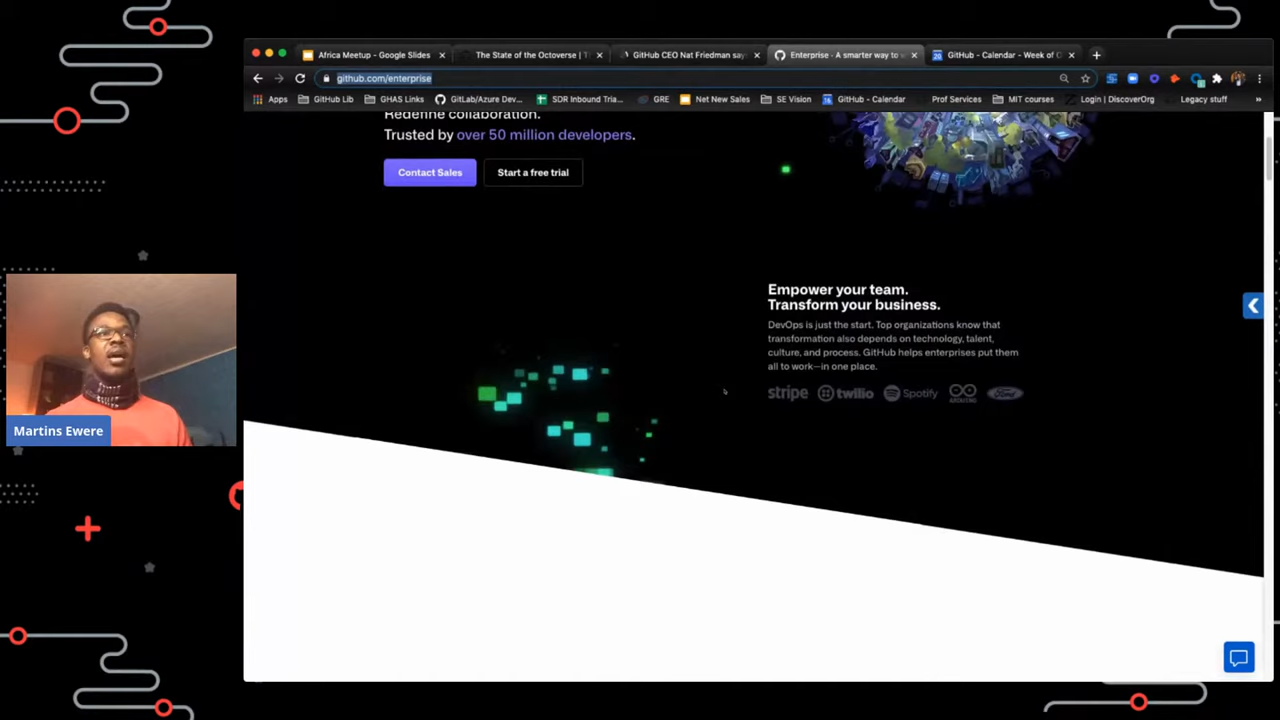 Africa Meetup - Google Slides
The State of the Octoverse | T
GitHub CEO Nat Friedman say
Enterprise - A smarter way to w
GitHub - Calendar - Week of O
github.com/enterprise
Apps
GitHub Lib
GHAS Links
GitLab/Azure Dev...
SDR Inbound Tria...
GRE
Net New Sales
SE Vision
GitHub - Calendar
Prof Services
MIT courses
Login | DiscoverOrg
Legacy stuff
»
Redefine collaboration.
Trusted by over 50 million developers.
Contact Sales
Start a free trial
Empower your team.
Transform your business.
DevOps is just the start. Top organizations know that
transformation also depends on technology, talent,
culture, and process. GitHub helps enterprises put them
all to work—in one place.
stripe
twilio
Spotify
Ford
Martins Ewere